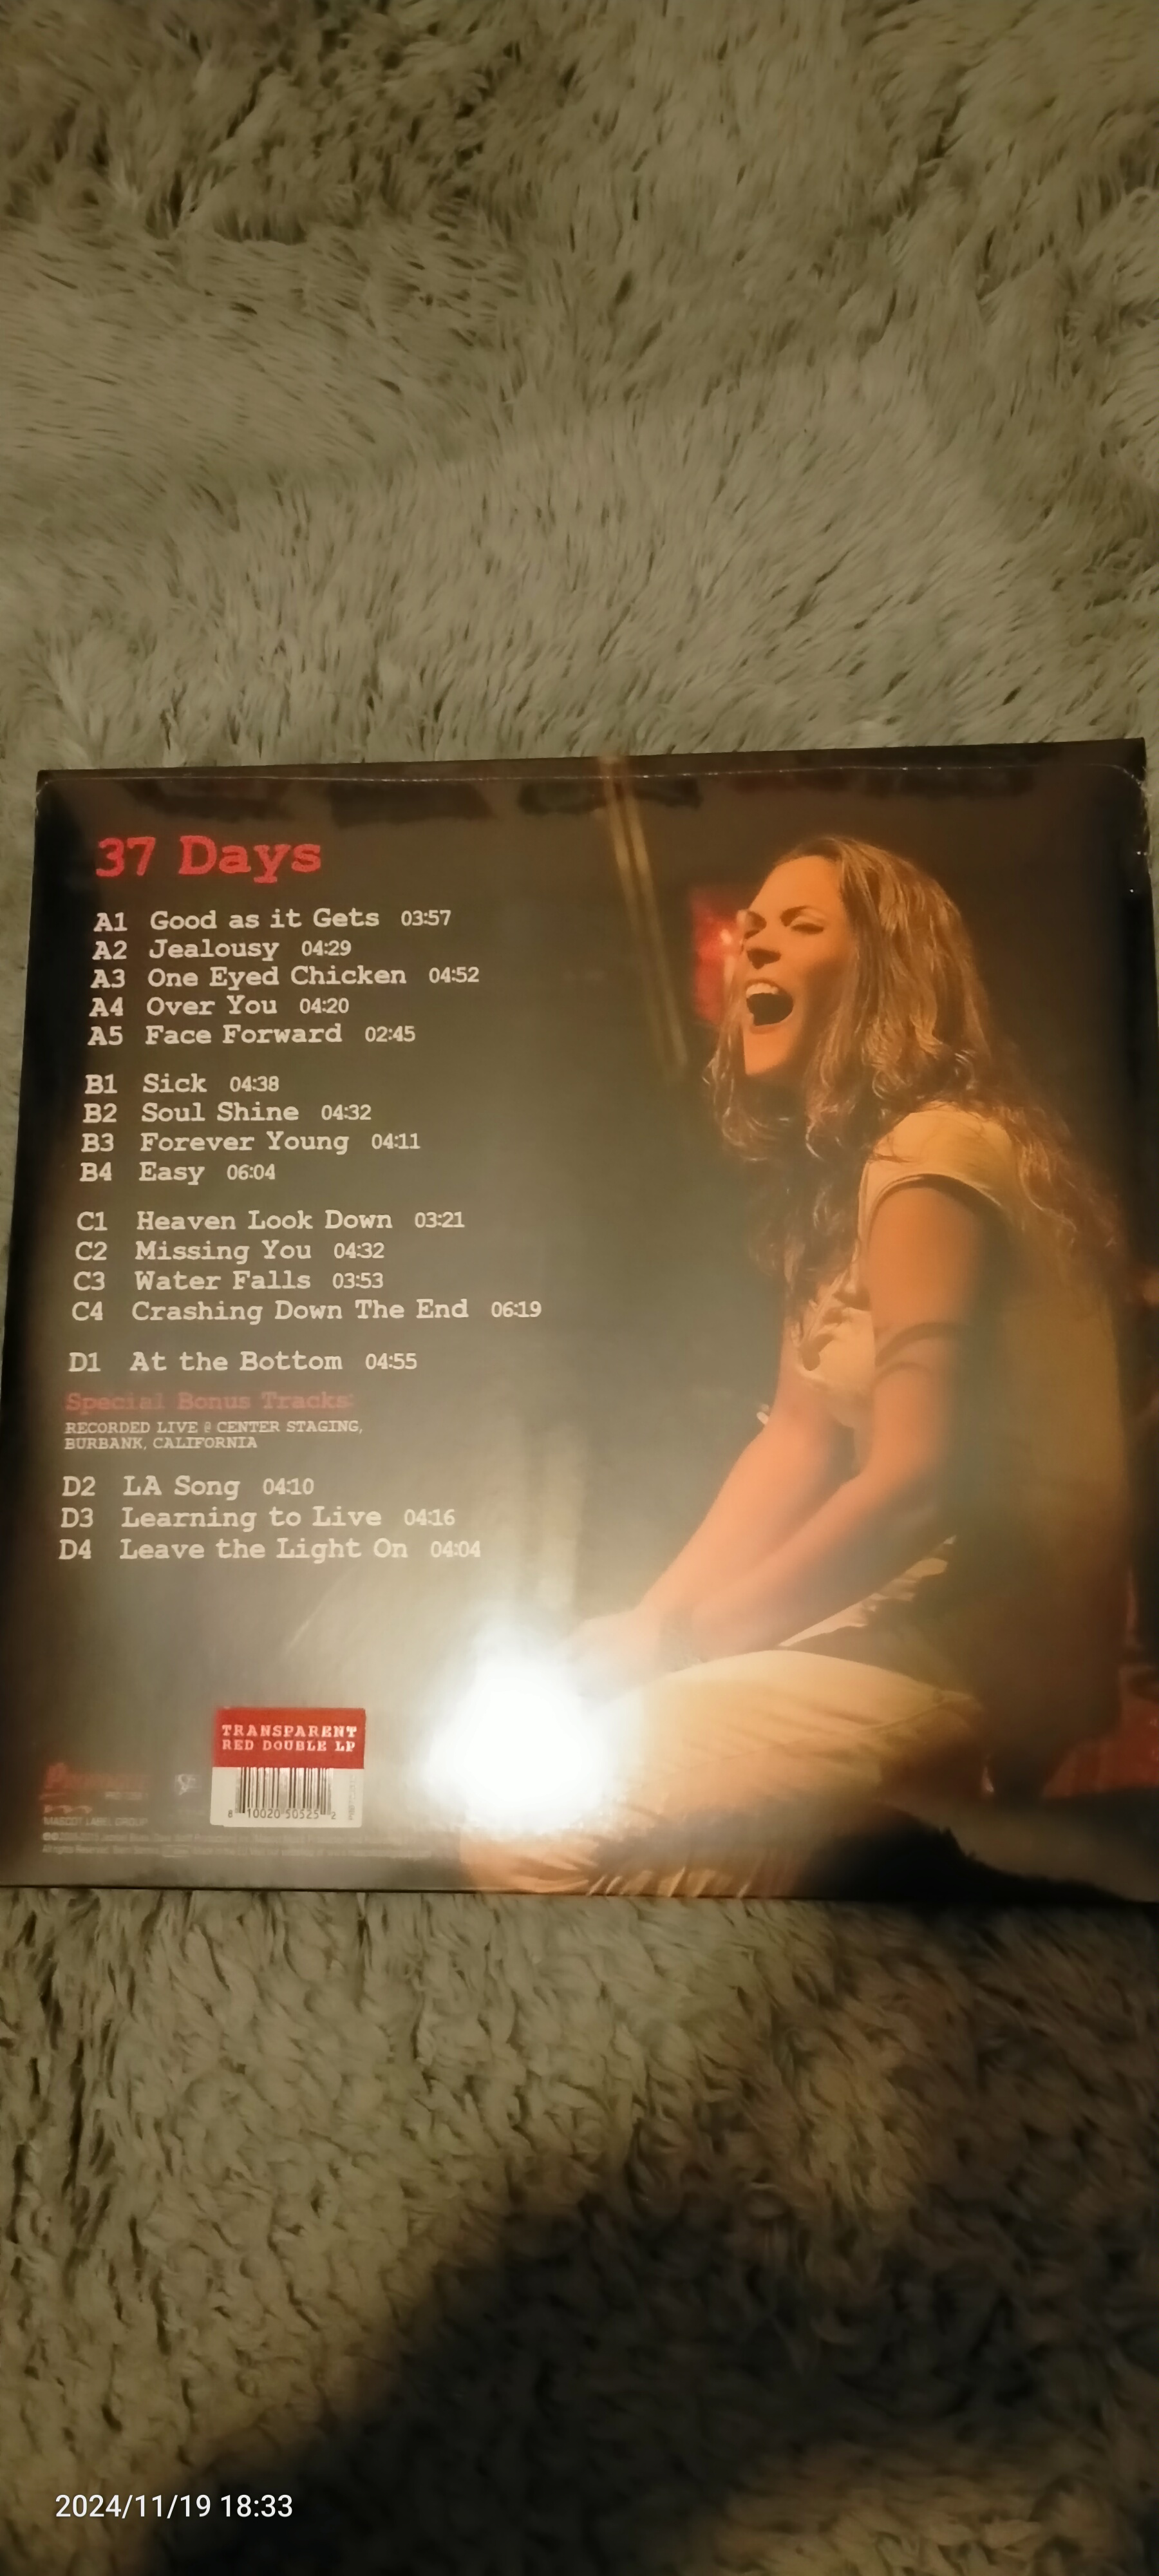 37 Days
A1 Good as it Gets 03:57
A2 Jealousy 04:29
A3 One Eyed Chicken 04:52
A4 Over You 04:20
A5 Face Forward 02:45
B1 Sick 04:38
B2 Soul Shine 04:32
B3 Forever Young 04:11
B4 Easy 06:04
C1 Heaven Look Down 03:21
C2 Missing You 04:32
C3 Water Falls 03:53
C4 Crashing Down The End 06:19
D1 At the Bottom 04:55
Special Bonus Tracks:
RECORDED LIVE @ CENTER STAGING,
BURBANK, CALIFORNIA
D2 LA Song 04:10
D3 Learning to Live 04:16
D4 Leave the Light On 04:04
TRANSPARENT
RED DOUBLE LP
8 10020 50525 2
MASCOT LABEL GROUP
2024/11/19 18:33